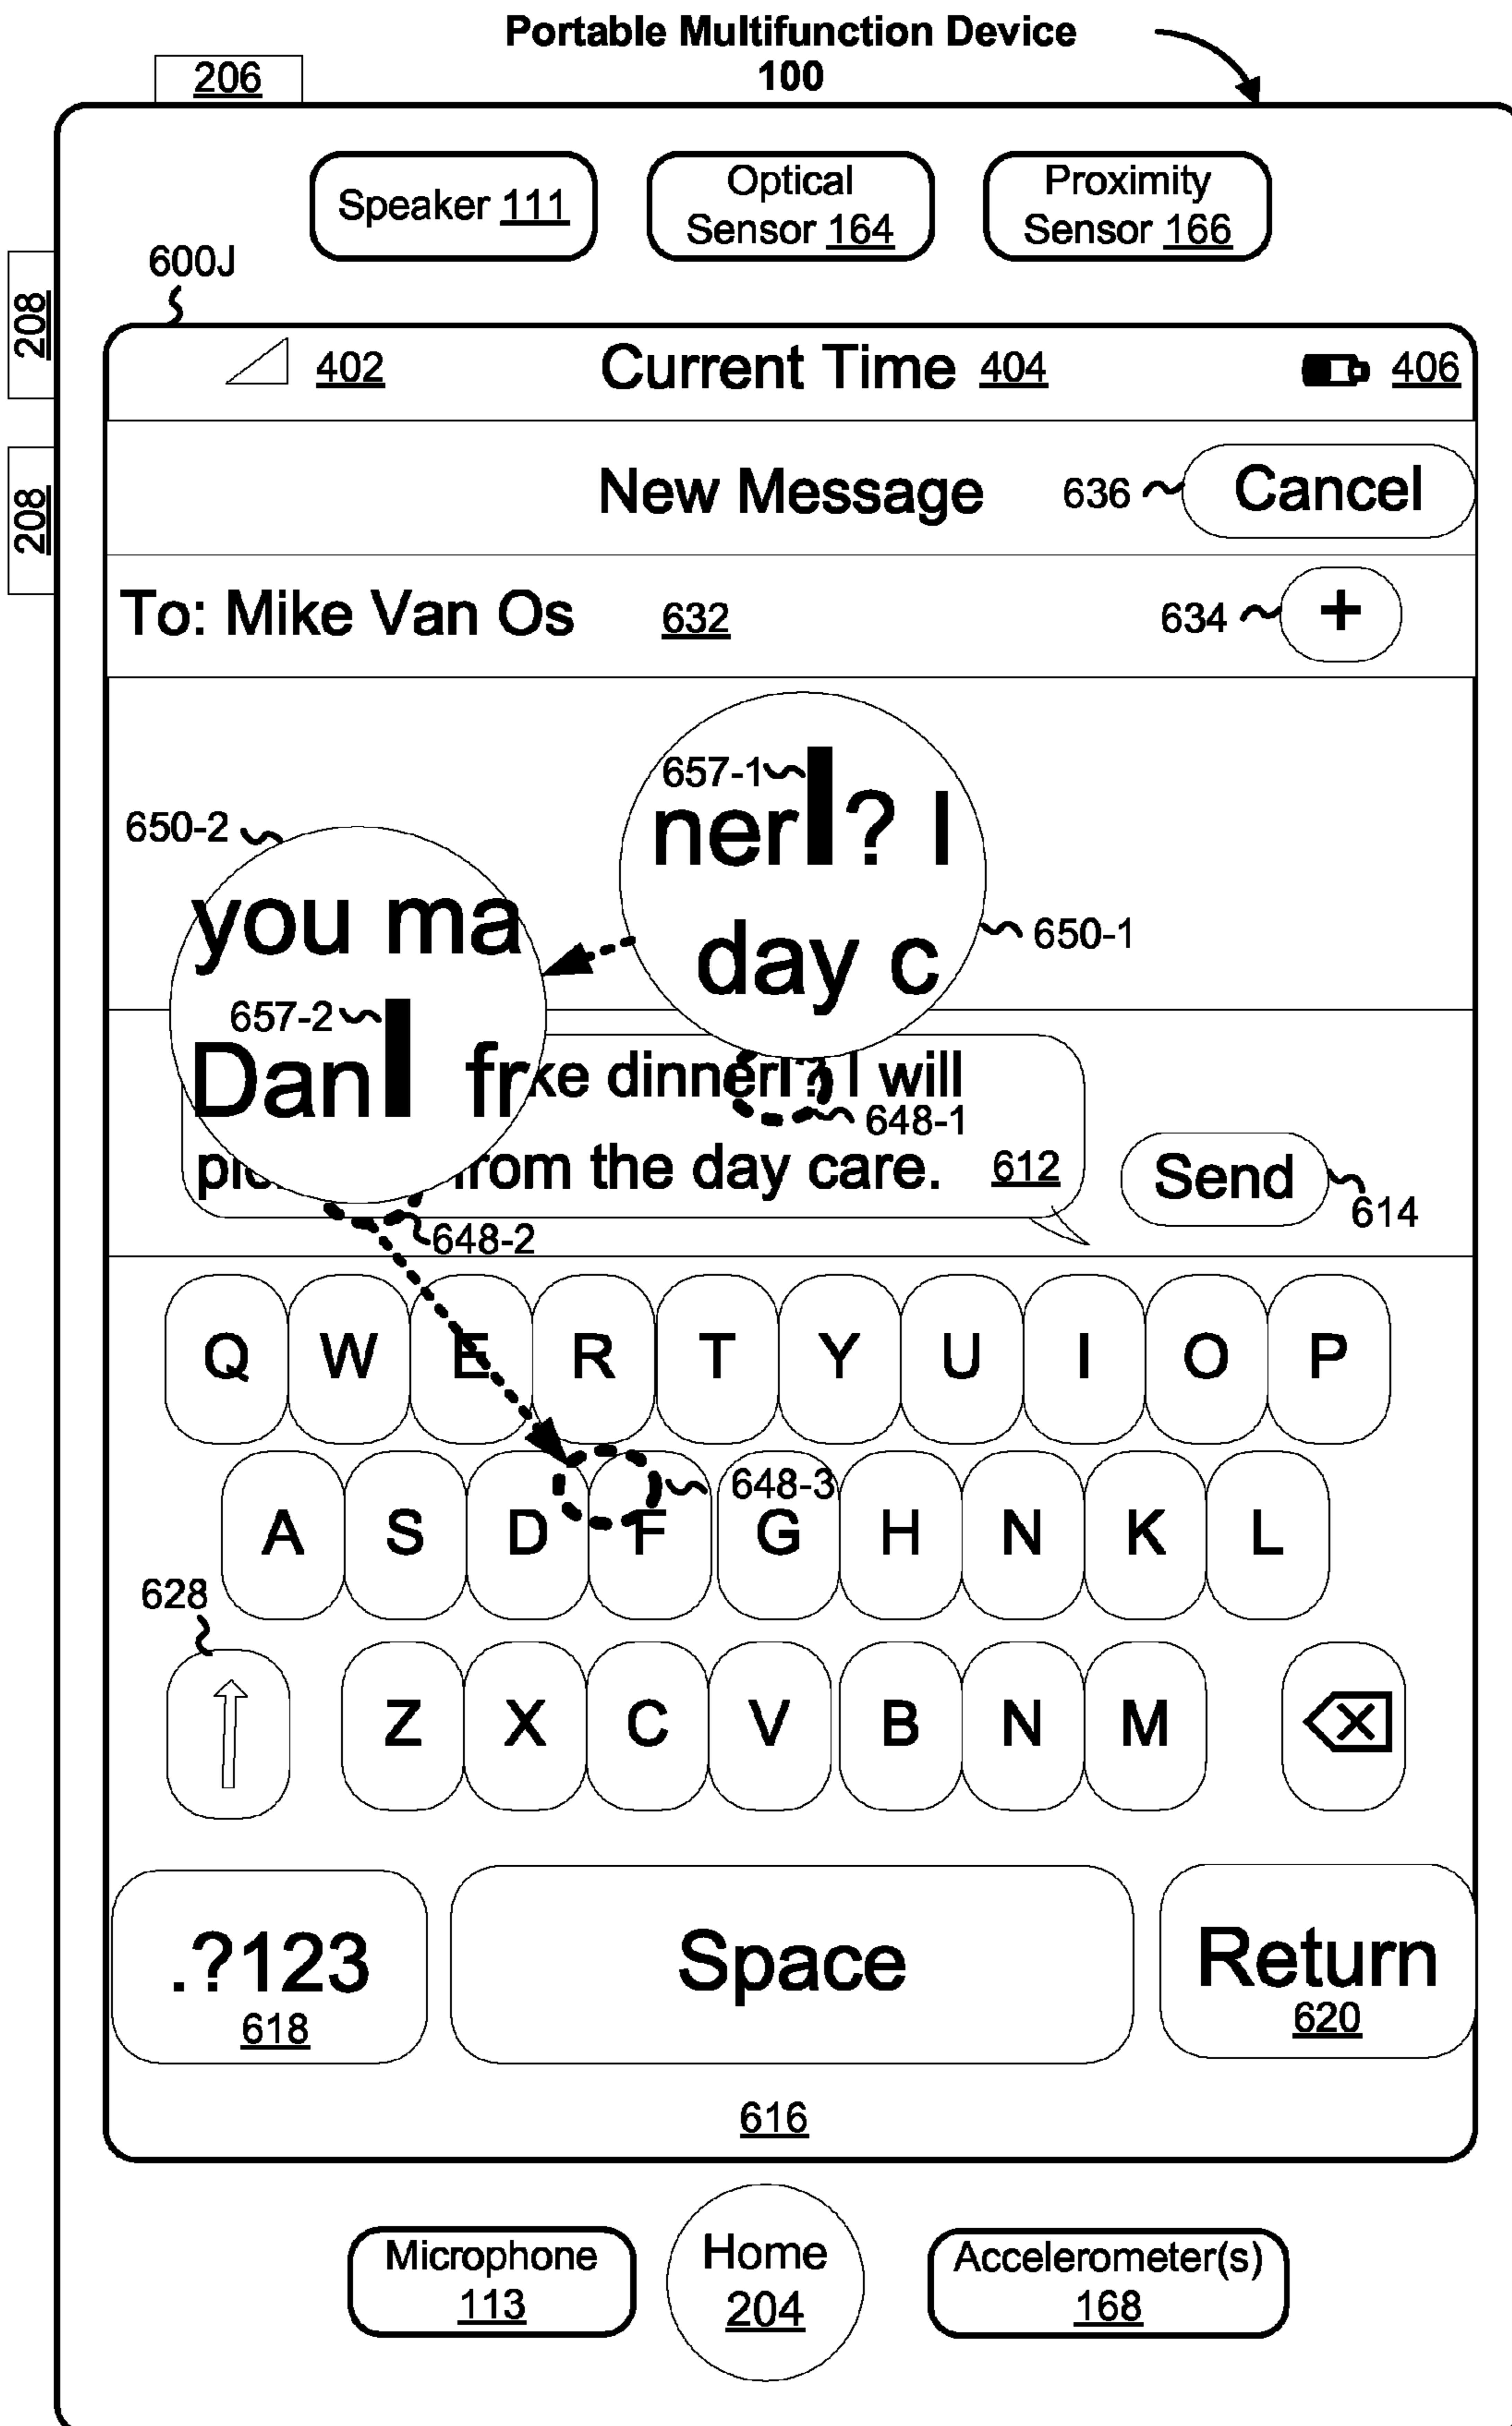 Portable Multifunction Device
100
206
Speaker 111
Optical
Sensor 164
Proximity
Sensor 166
208
208
600J
402
Current Time 404
406
New Message
636
Cancel
To: Mike Van Os
632
634
+
657-1
ner ? I
day c
650-1
650-2
you ma
657-2
Dan fr
ke dinner ? I will
648-1
from the day care.
612
Send
614
648-2
Q W E R T Y U I O P
648-3
A S D F G H N K L
628
Z X C V B N M
.?123
618
Space
Return
620
616
Microphone
113
Home
204
Accelerometer(s)
168